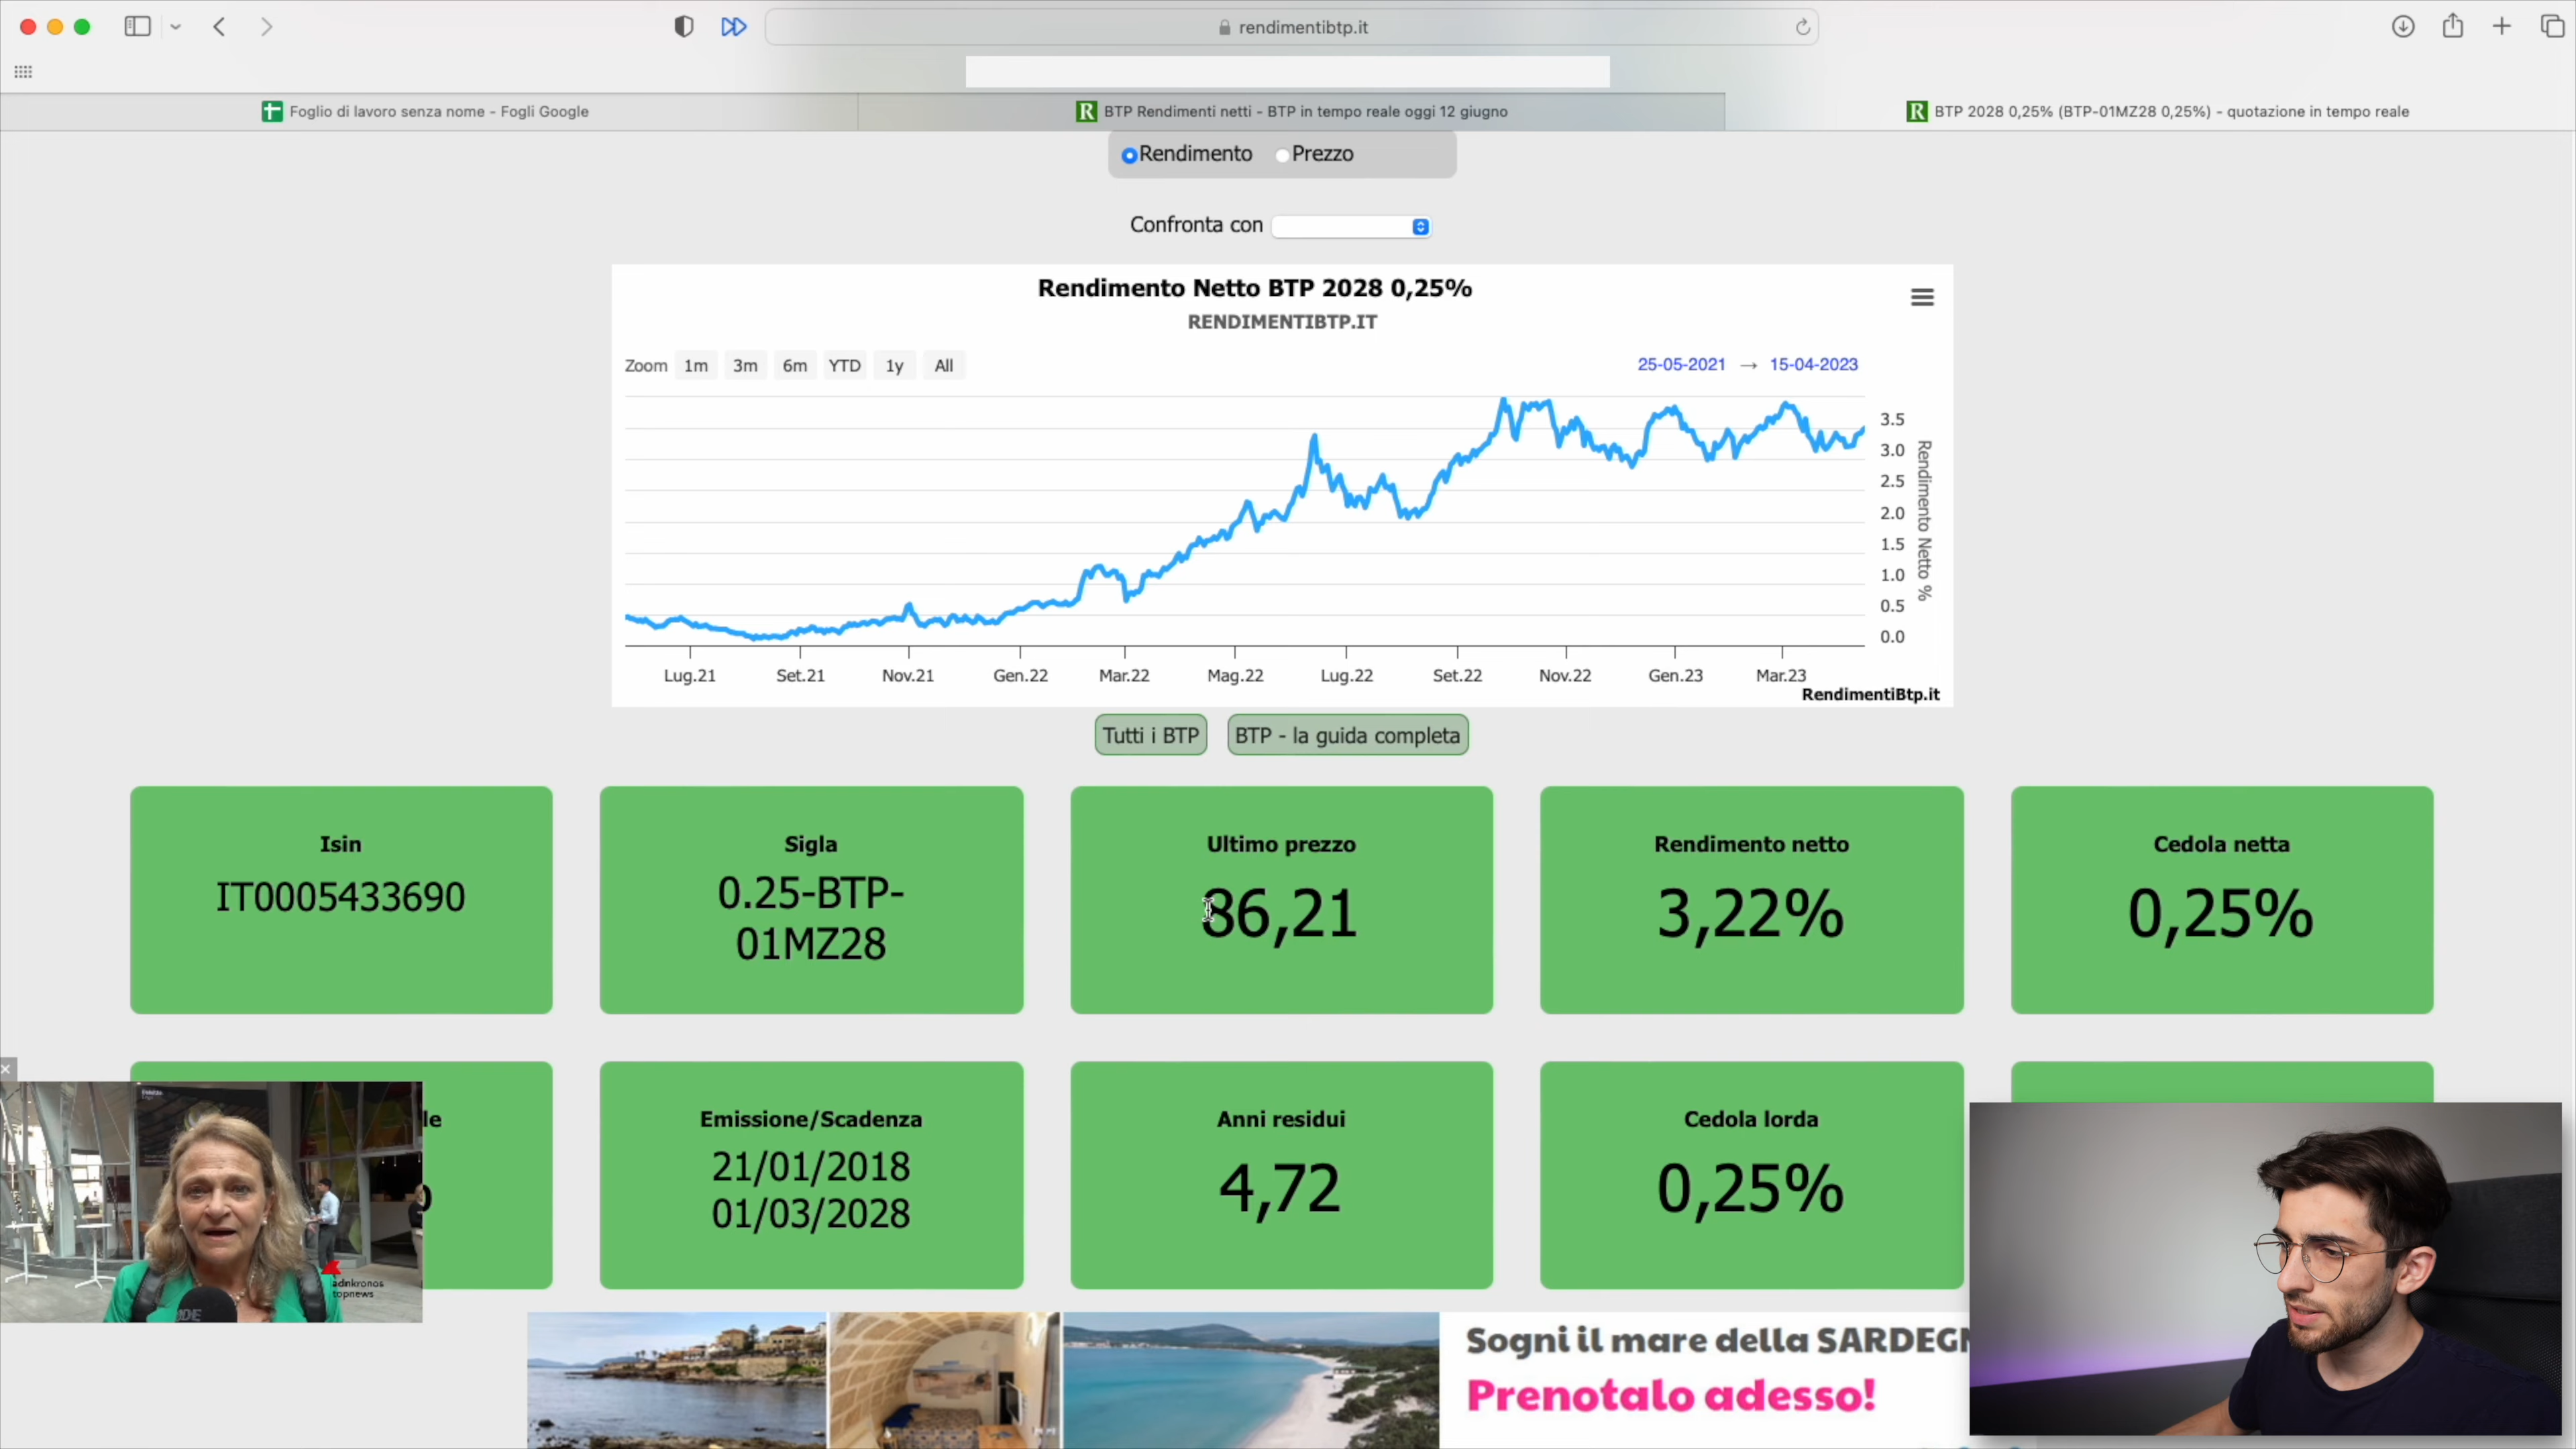 rendimentibtp.it
Foglio di lavoro senza nome - Fogli Google
R BTP Rendimenti netti - BTP in tempo reale oggi 12 giugno
R BTP 2028 0,25% (BTP-01MZ28 0,25%) - quotazione in tempo reale
Rendimento Prezzo
Confronta con
Rendimento Netto BTP 2028 0,25%
RENDIMENTIBTP.IT
Zoom 1m 3m 6m YTD 1y All
25-05-2021 → 15-04-2023
3.5
3.0
2.5
2.0
1.5
1.0
0.5
0.0
Rendimento Netto %
Lug.21 Set.21 Nov.21 Gen.22 Mar.22 Mag.22 Lug.22 Set.22 Nov.22 Gen.23 Mar.23
RendimentiBtp.it
Tutti i BTP
BTP - la guida completa
Isin
IT0005433690
Sigla
0.25-BTP-
01MZ28
Ultimo prezzo
86,21
Rendimento netto
3,22%
Cedola netta
0,25%
le
Emissione/Scadenza
21/01/2018
01/03/2028
Anni residui
4,72
Cedola lorda
0,25%
adnkronos
topnews
Sogni il mare della SARDEGN
Prenotalo adesso!